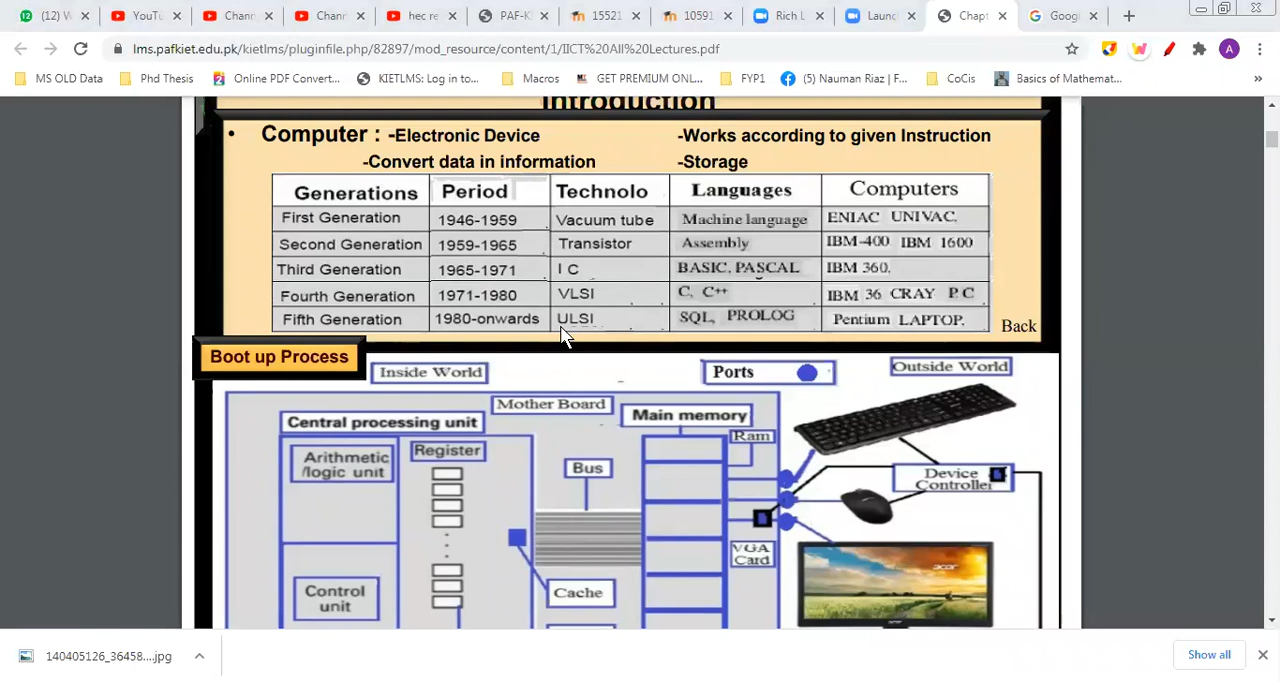 (12) W
YouTu
Chann
Chann
hec re
PAF-K
15521
10591
Rich L
Launc
Chapt
Googl
lms.pafkiet.edu.pk/kietlms/pluginfile.php/82897/mod_resource/content/1/IICT%20All%20Lectures.pdf
A
MS OLD Data
Phd Thesis
Online PDF Convert...
KIETLMS: Log in to...
Macros
GET PREMIUM ONL...
FYP1
(5) Nauman Riaz | F...
CoCis
Basics of Mathemat...
Introduction
• Computer : -Electronic Device -Works according to given Instruction
-Convert data in information -Storage
Generations Period Technolo Languages Computers
First Generation 1946-1959 Vacuum tube Machine language ENIAC UNIVAC,
Second Generation 1959-1965 Transistor Assembly IBM-400 IBM 1600
Third Generation 1965-1971 I C BASIC, PASCAL IBM 360,
Fourth Generation 1971-1980 VLSI C, C++ IBM 36 CRAY P C
Fifth Generation 1980-onwards ULSI SQL, PROLOG Pentium LAPTOP,
Back
Boot up Process
Inside World
Ports
Outside World
Mother Board
Central processing unit
Main memory
Ram
Arithmetic
/logic unit
Register
Bus
Device
Controller
VGA
Card
acer
Control
unit
Cache
140405126_36458....jpg
Show all